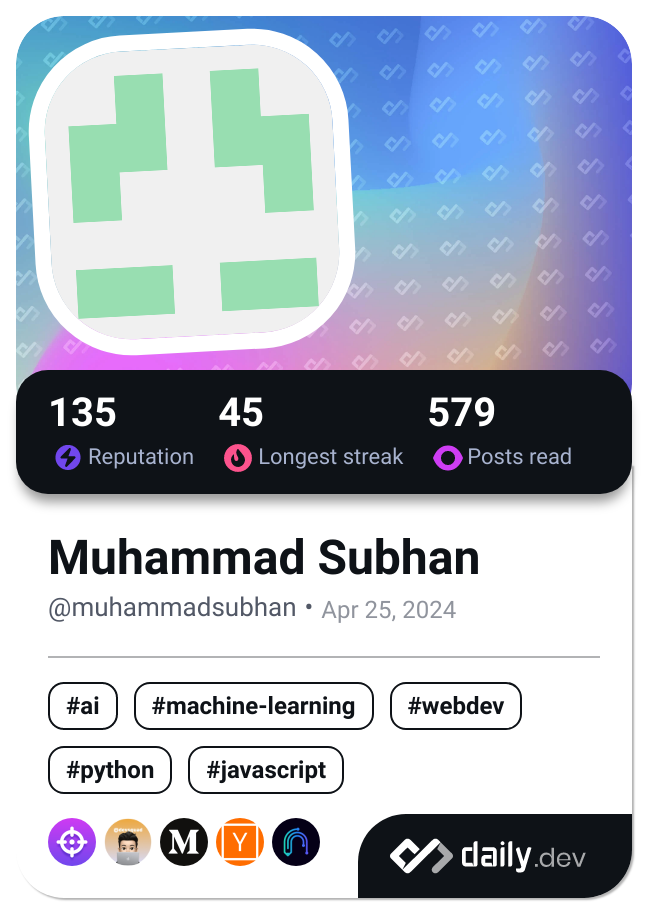 135 45 579
Reputation Longest streak Posts read
Muhammad Subhan
@muhammadsubhan • Apr 25, 2024
#ai #machine-learning #webdev
#python #javascript
M Y
daily.dev